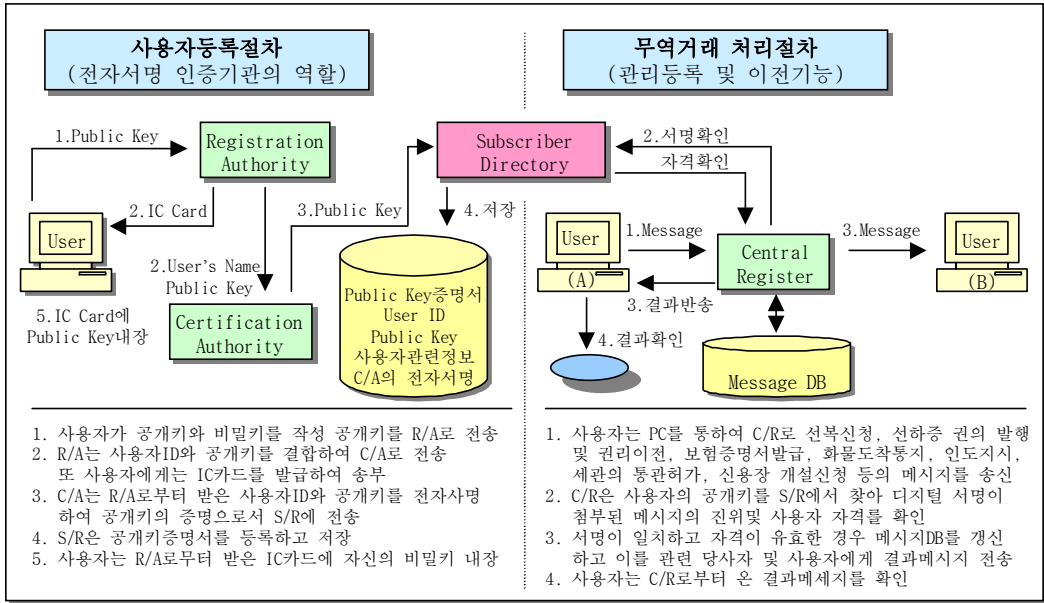 사용자등록절차
(전자서명 인증기관의 역할)
1.Public Key
Registration
Authority
2.IC Card
User
2.User's Name
Public Key
5.IC Card에
Public Key내장
Certification
Authority
3.Public Key
Subscriber
Directory
4.저장
Public Key증명서
User ID
Public Key
사용자관련정보
C/A의 전자서명
1. 사용자가 공개키와 비밀키를 작성 공개키를 R/A로 전송
2. R/A는 사용자ID와 공개키를 결합하여 C/A로 전송
또 사용자에게는 IC카드를 발급하여 송부
3. C/A는 R/A로부터 받은 사용자ID와 공개키를 전자사명
하여 공개키의 증명으로서 S/R에 전송
4. S/R은 공개키증명서를 등록하고 저장
5. 사용자는 R/A로무터 받은 IC카드에 자신의 비밀키 내장
무역거래 처리절차
(관리등록 및 이전기능)
2.서명확인
자격확인
User
(A)
1.Message
Central
Register
3.Message
User
(B)
3.결과반송
4.결과확인
Message DB
1. 사용자는 PC를 통하여 C/R로 선복신청, 선하증 권의 발행
및 권리이전, 보험증명서발급, 화물도착통지, 인도지시,
세관의 통관허가, 신용장 개설신청 등의 메시지를 송신
2. C/R은 사용자의 공개키를 S/R에서 찾아 디지털 서명이
첨부된 메시지의 진위및 사용자 자격를 확인
3. 서명이 일치하고 자격이 유효한 경우 메시지DB를 갱신
하고 이를 관련 당사자 및 사용자에게 결과메시지 전송
4. 사용자는 C/R로부터 온 결과메세지를 확인